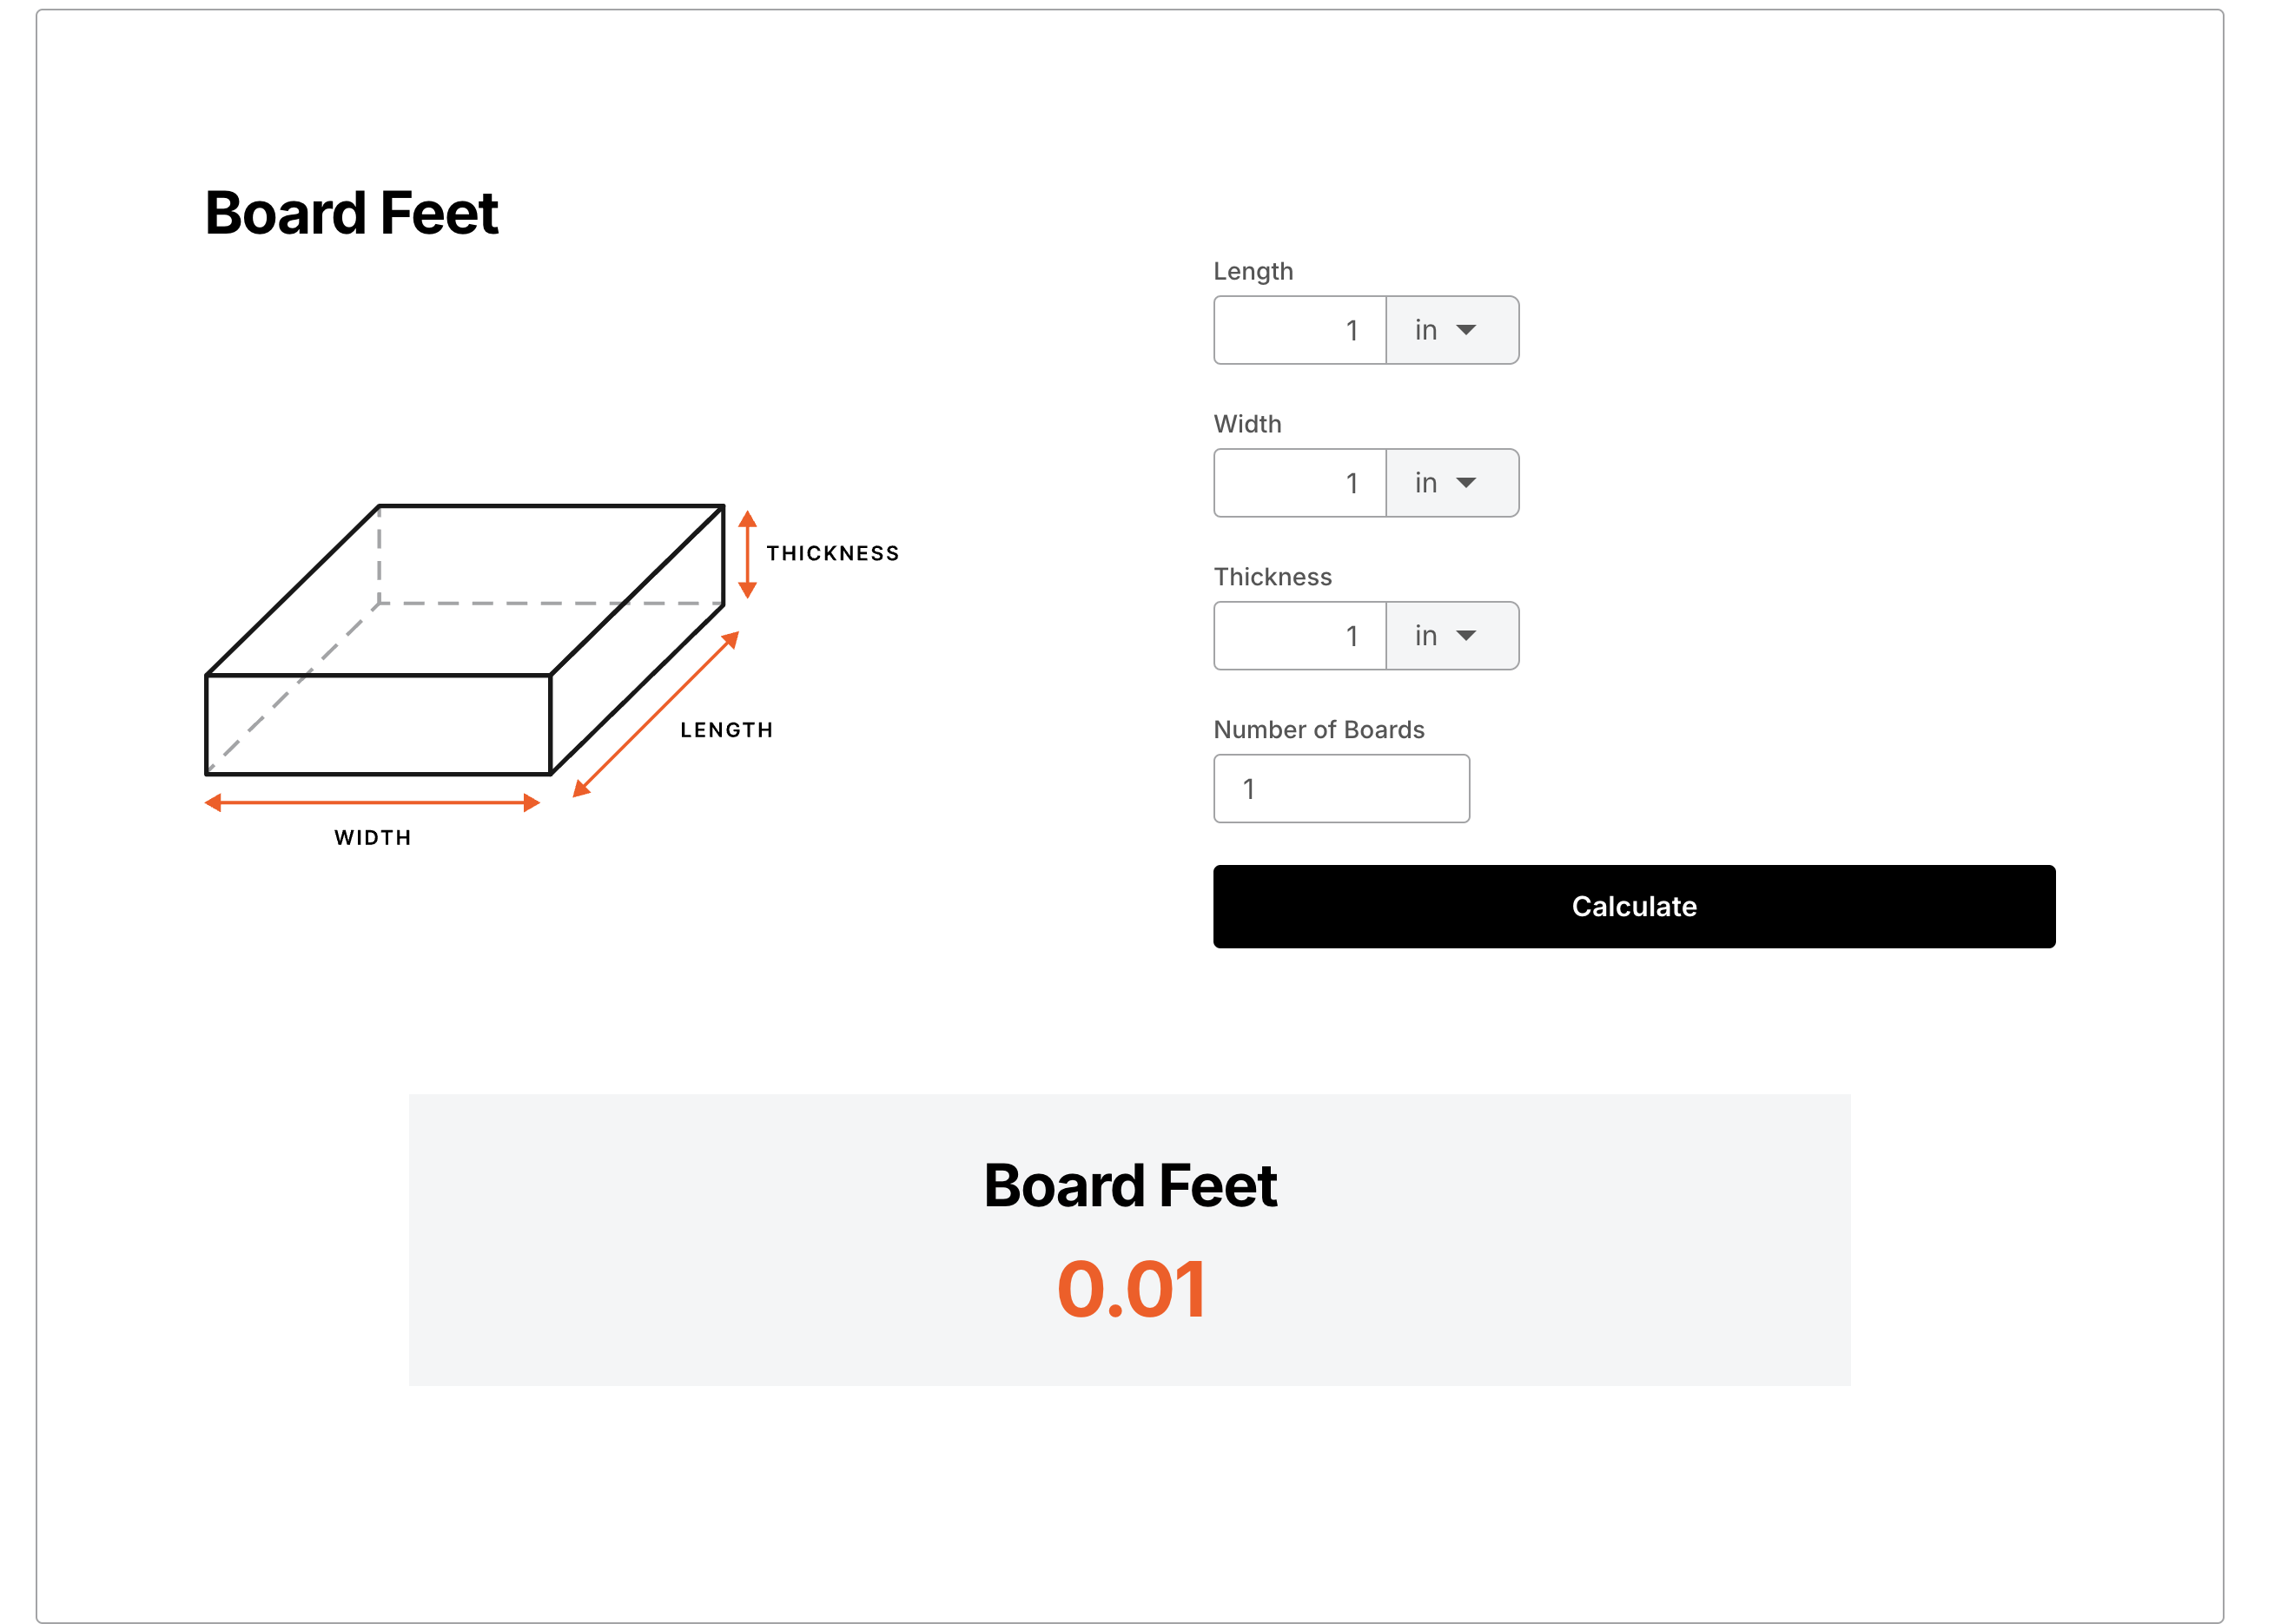 Board Feet
THICKNESS
LENGTH
WIDTH
Length
1 in
Width
1 in
Thickness
1 in
Number of Boards
1
Calculate
Board Feet
0.01